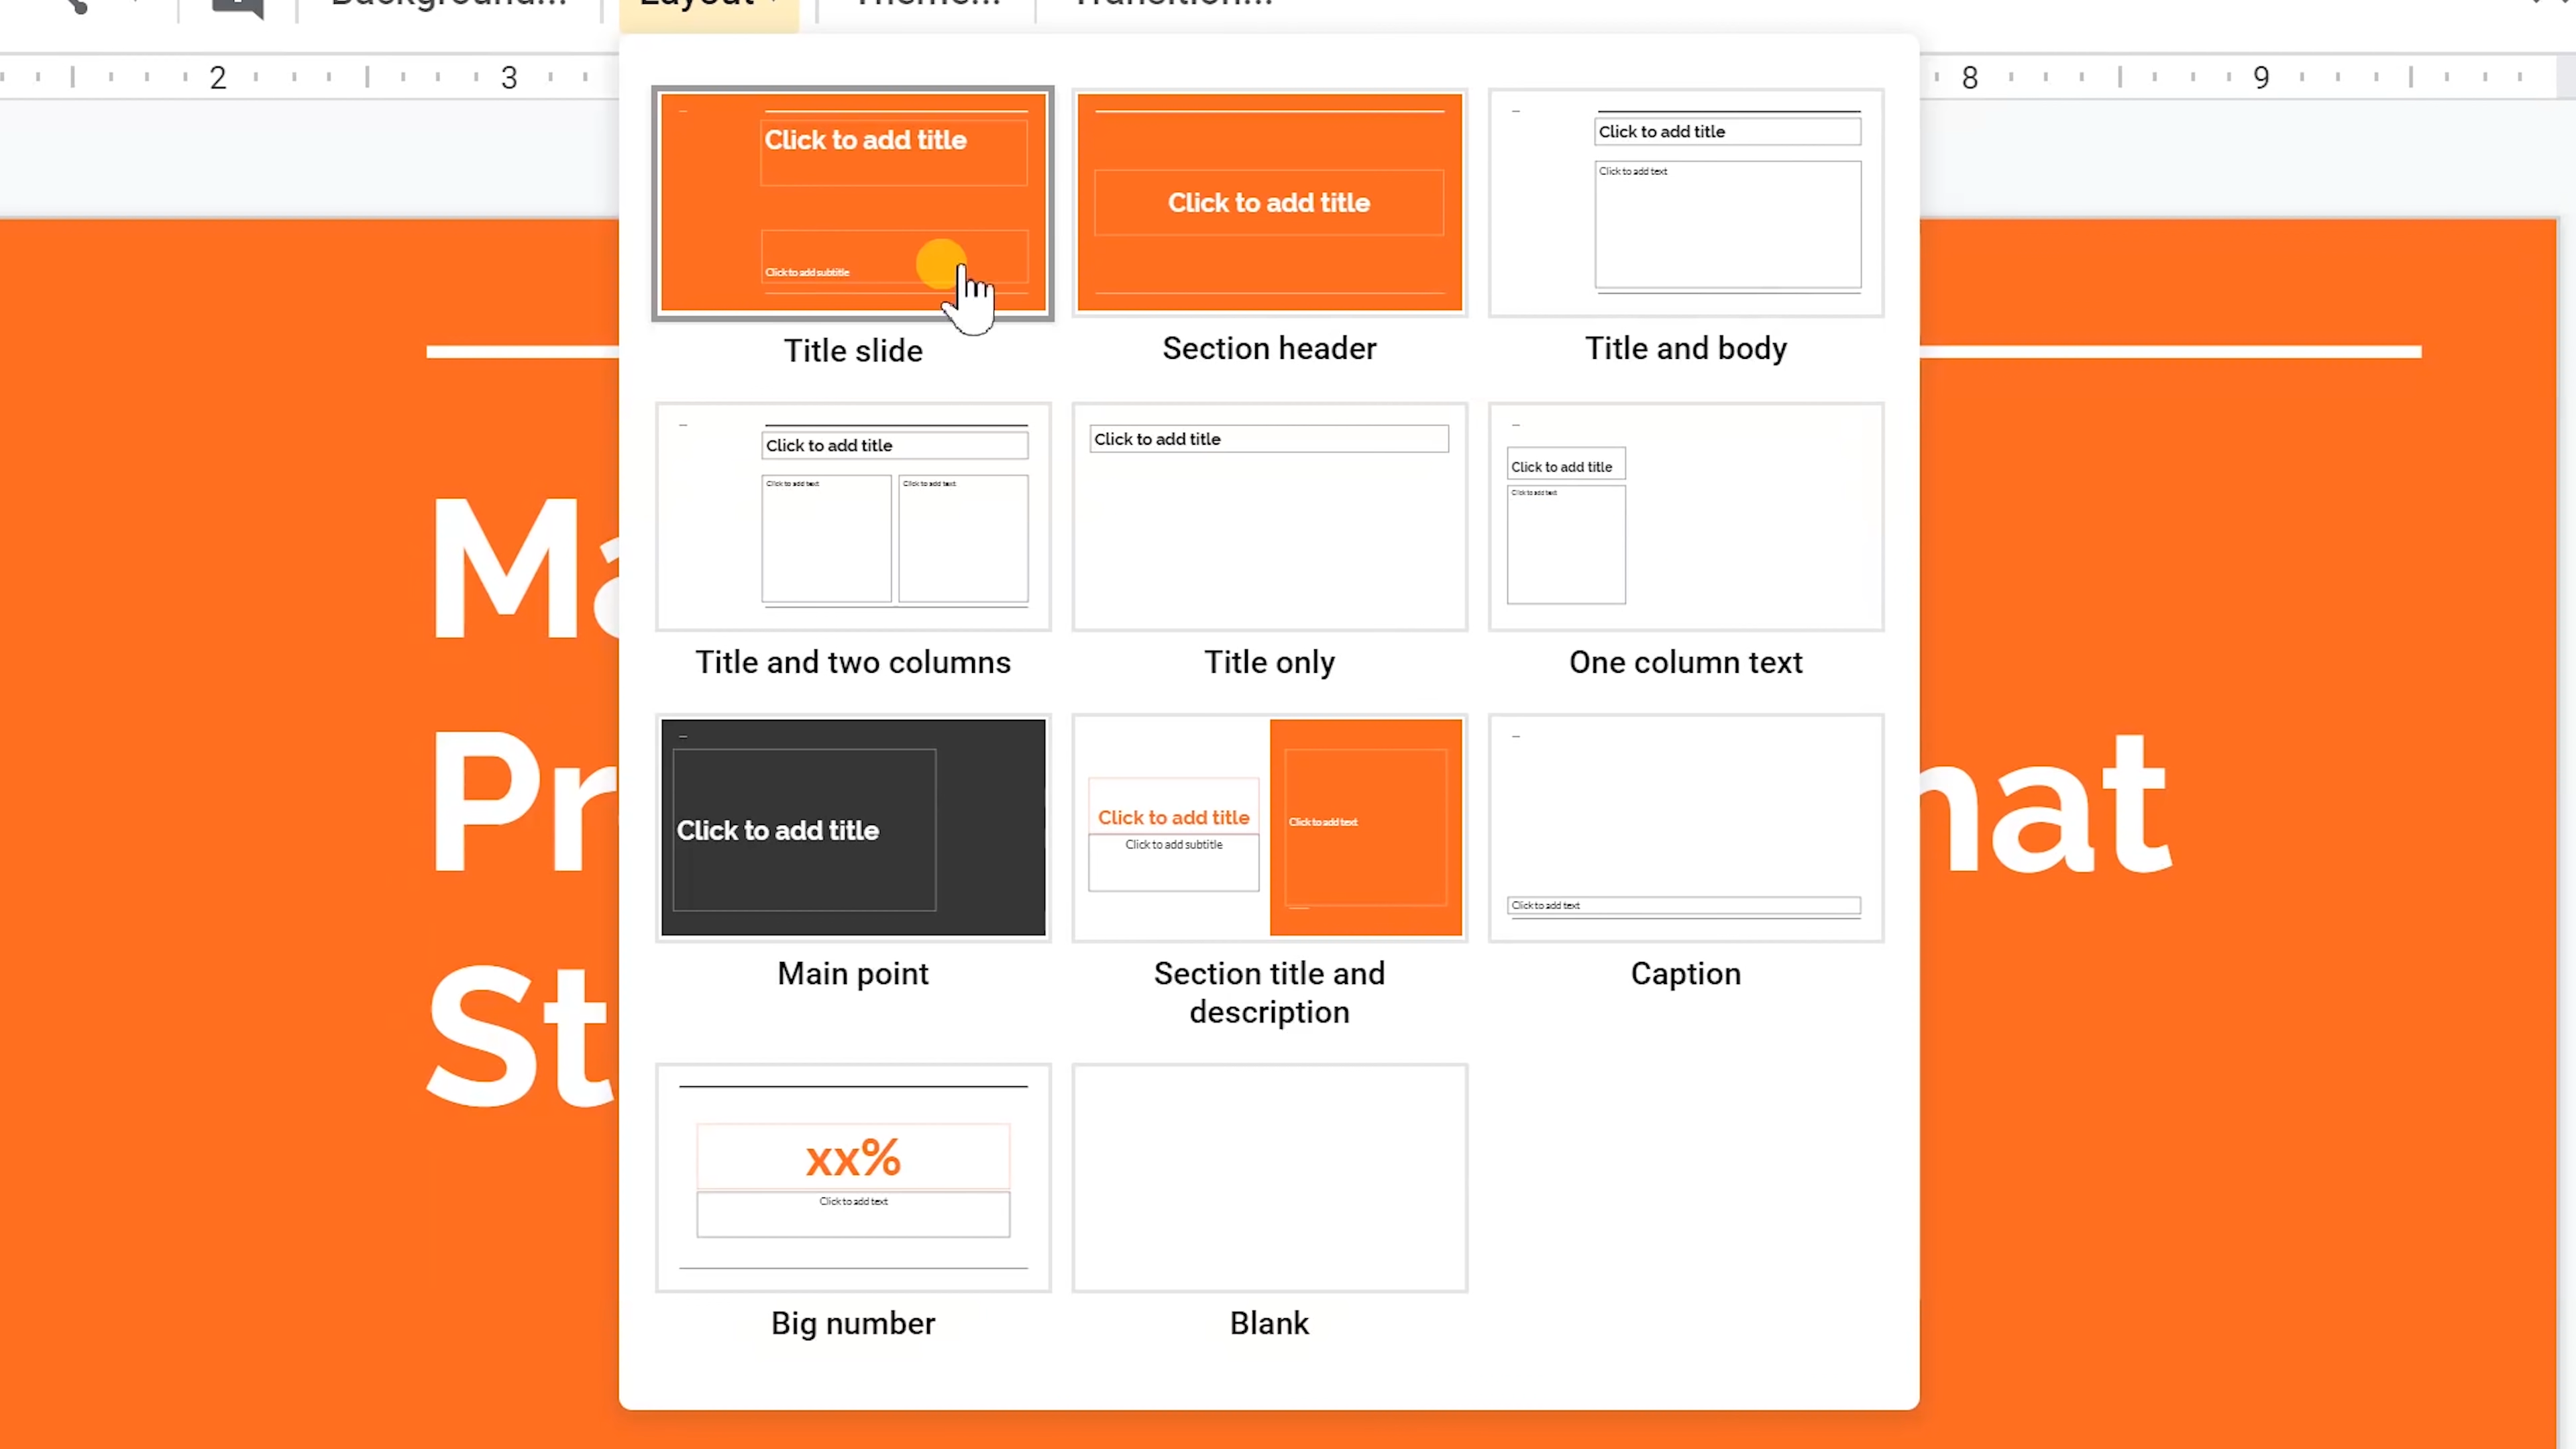 Background...
Layout
Theme...
Transition...
2
3
8
9
Click to add title
Click to add subtitle
Title slide
Click to add title
Section header
Click to add title
Click to add text
Title and body
Click to add title
Click to add text
Click to add text
Title and two columns
Click to add title
Title only
Click to add title
Click to add text
One column text
Click to add title
Main point
Click to add title
Click to add subtitle
Click to add text
Section title and
description
Click to add text
Caption
xx%
Click to add text
Big number
Blank